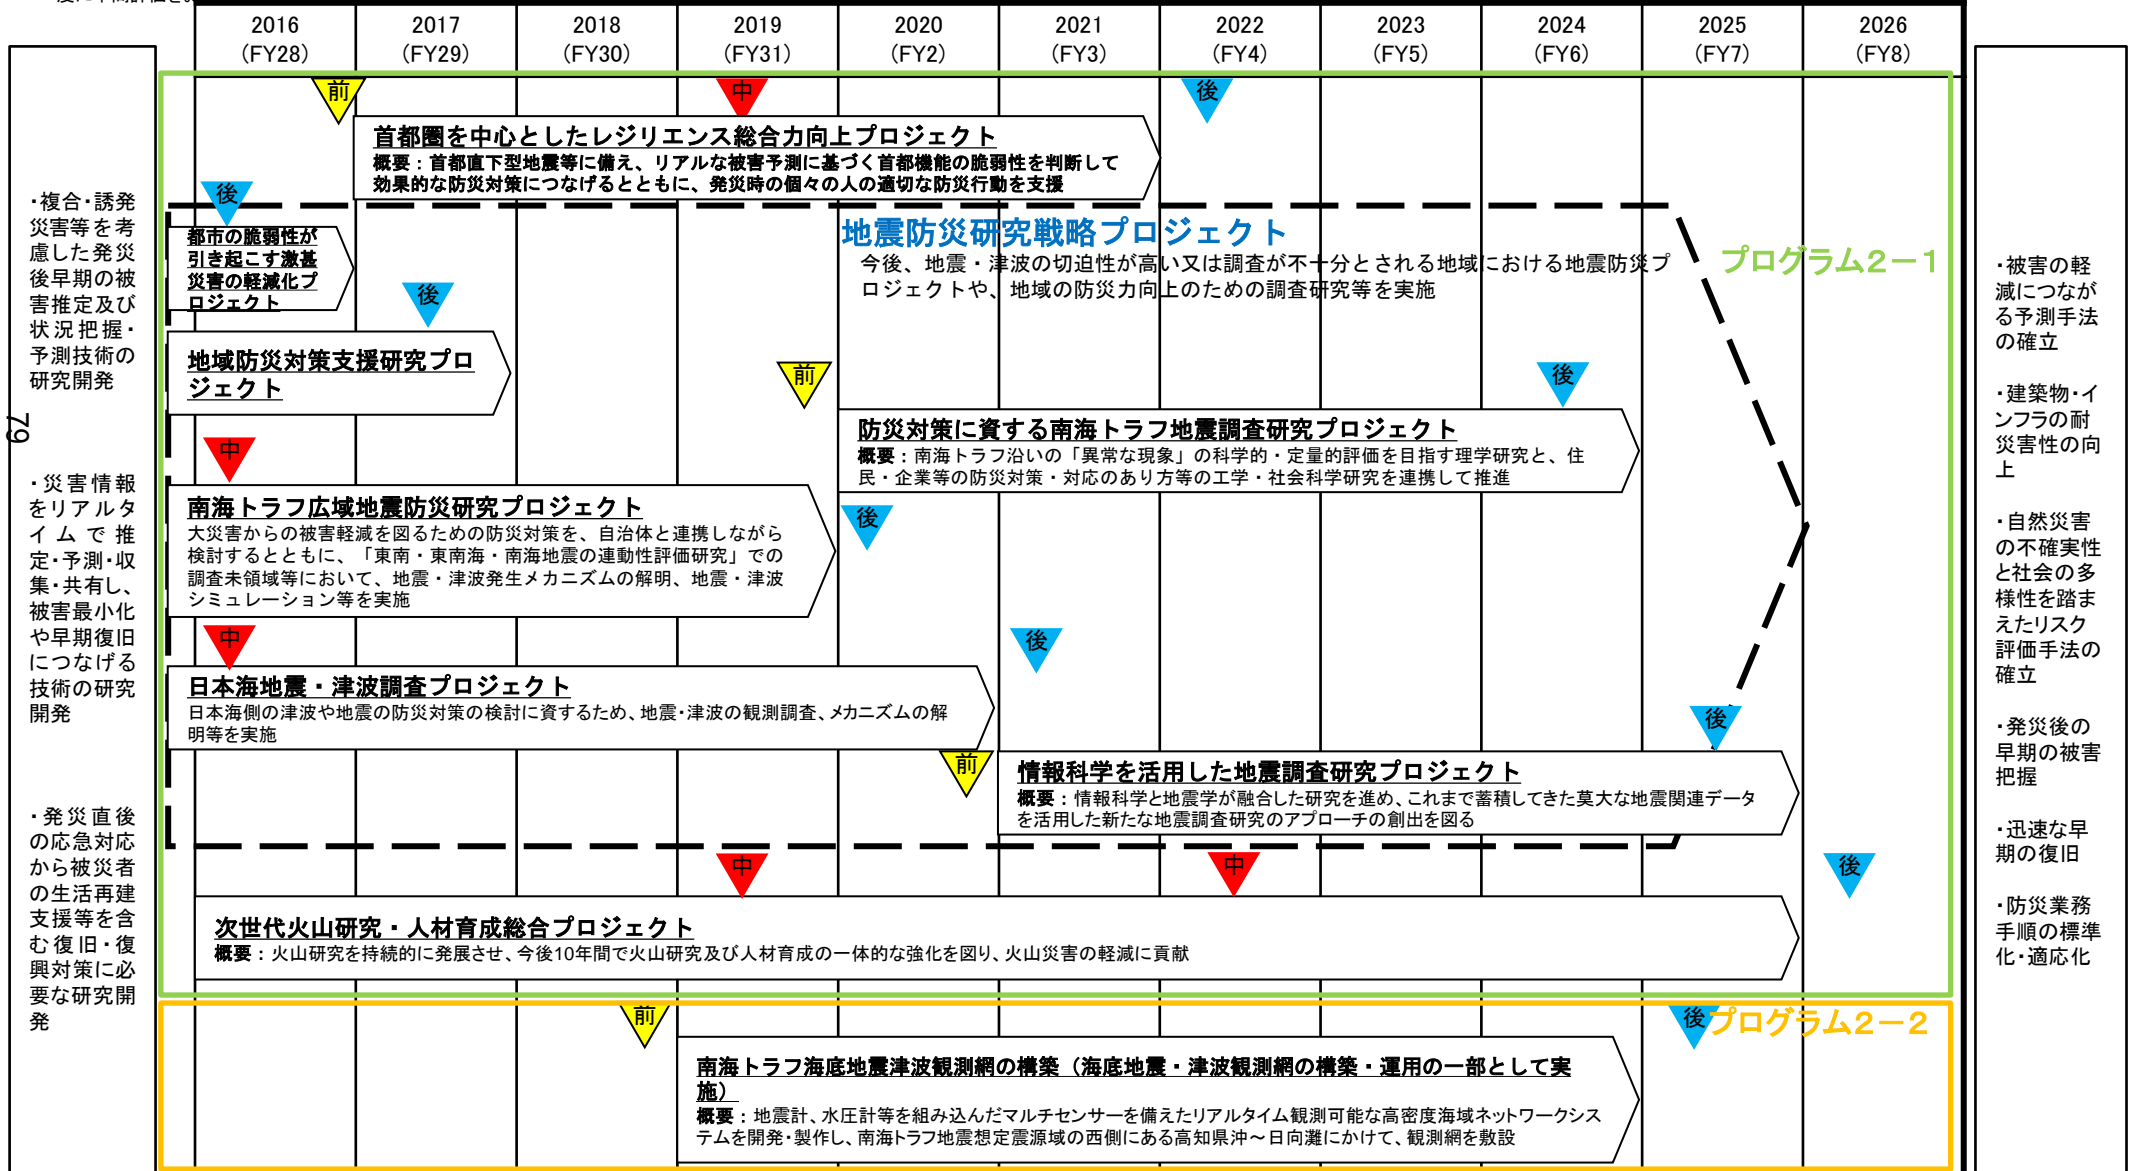 2016
(FY28)
2017
(FY29)
2018
(FY30)
2019
(FY31)
2020
(FY2)
2021
(FY3)
2022
(FY4)
2023
(FY5)
2024
(FY6)
2025
(FY7)
2026
(FY8)
・複合・誘発
災害等を考
慮した発災
後早期の被
害推定及び
状況把握・
予測技術の
研究開発
・災害情報
をリアルタ
イムで推
定・予測・収
集・共有し、
被害最小化
や早期復旧
につなげる
技術の研究
開発
・発災直後
の応急対応
から被災者
の生活再建
支援等を含
む復旧・復
興対策に必
要な研究開
発
79
前
中
後
首都圏を中心としたレジリエンス総合力向上プロジェクト
概要：首都直下型地震等に備え、リアルな被害予測に基づく首都機能の脆弱性を判断して
効果的な防災対策につなげるとともに、発災時の個々の人の適切な防災行動を支援
後
都市の脆弱性が
引き起こす激甚
災害の軽減化プ
ロジェクト
地震防災研究戦略プロジェクト
今後、地震・津波の切迫性が高い又は調査が不十分とされる地域における地震防災プ
ロジェクトや、地域の防災力向上のための調査研究等を実施
プログラム2－1
後
地域防災対策支援研究プロ
ジェクト
前
後
防災対策に資する南海トラフ地震調査研究プロジェクト
概要：南海トラフ沿いの「異常な現象」の科学的・定量的評価を目指す理学研究と、住
民・企業等の防災対策・対応のあり方等の工学・社会科学研究を連携して推進
中
南海トラフ広域地震防災研究プロジェクト
大災害からの被害軽減を図るための防災対策を、自治体と連携しながら
検討するとともに、「東南・東南海・南海地震の連動性評価研究」での
調査未領域等において、地震・津波発生メカニズムの解明、地震・津波
シミュレーション等を実施
後
中
後
日本海地震・津波調査プロジェクト
日本海側の津波や地震の防災対策の検討に資するため、地震・津波の観測調査、メカニズムの解
明等を実施
前
後
情報科学を活用した地震調査研究プロジェクト
概要：情報科学と地震学が融合した研究を進め、これまで蓄積してきた莫大な地震関連データ
を活用した新たな地震調査研究のアプローチの創出を図る
中
中
後
次世代火山研究・人材育成総合プロジェクト
概要：火山研究を持続的に発展させ、今後10年間で火山研究及び人材育成の一体的な強化を図り、火山災害の軽減に貢献
前
後
プログラム2－2
南海トラフ海底地震津波観測網の構築（海底地震・津波観測網の構築・運用の一部として実
施）
概要：地震計、水圧計等を組み込んだマルチセンサーを備えたリアルタイム観測可能な高密度海域ネットワークシス
テムを開発・製作し、南海トラフ地震想定震源域の西側にある高知県沖～日向灘にかけて、観測網を敷設
・被害の軽
減につなが
る予測手法
の確立
・建築物・イ
ンフラの耐
災害性の向
上
・自然災害
の不確実性
と社会の多
様性を踏ま
えたリスク
評価手法の
確立
・発災後の
早期の被害
把握
・迅速な早
期の復旧
・防災業務
手順の標準
化・適応化